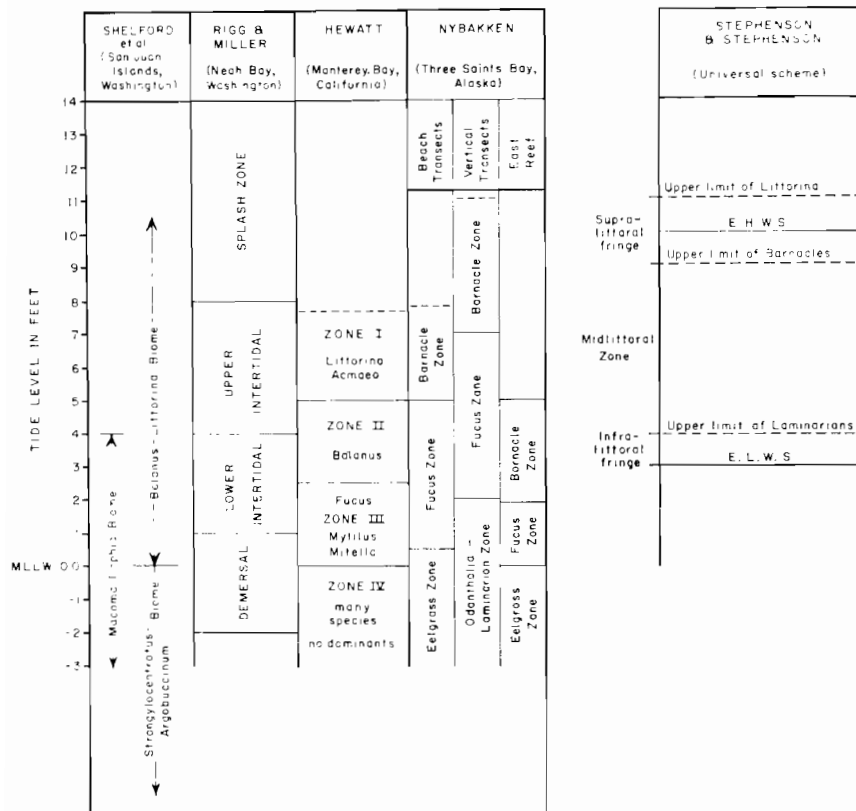 SHELFORD
et al
(San Juan
Islands,
Washington)
RIGG &
MILLER
(Neah Bay,
Washington)
HEWATT
(Monterey Bay,
California)
NYBAKKEN
(Three Saints Bay,
Alaska)
STEPHENSON
& STEPHENSON
(Universal scheme)
TIDE LEVEL IN FEET
14
13
12
11
10
9
8
7
6
5
4
3
2
1
MLLW 0.0
-1
-2
-3
Balanus-Littorina Biome
Macoma
Biome
Strongylocentrotus-
Argobuccinum
Biome
SPLASH ZONE
UPPER
INTERTIDAL
LOWER
INTERTIDAL
DEMERSAL
ZONE I
Littorina
Acmaea
ZONE II
Balanus
Fucus
ZONE III
Mytilus
Mitella
ZONE IV
many
species
no dominants
Beach
Transects
Vertical
Transects
East
Reef
Barnacle
Zone
Fucus Zone
Eelgrass Zone
Barnacle Zone
Fucus Zone
Odonthalia -
Laminarion Zone
Barnacle
Zone
Fucus
Zone
Eelgrass
Zone
Supra-
littoral
fringe
Midlittoral
Zone
Infra-
littoral
fringe
Upper limit of Littorina
E.H.W.S
Upper limit of Barnacles
Upper limit of Laminarians
E.L.W.S